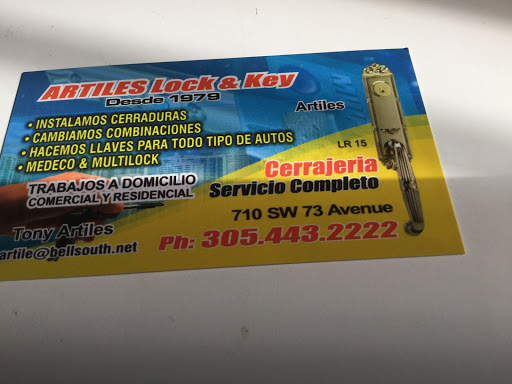 ARTILES Lock & Key
Desde 1979
Artiles
• INSTALAMOS CERRADURAS
• CAMBIAMOS COMBINACIONES
• HACEMOS LLAVES PARA TODO TIPO DE AUTOS
• MEDECO & MULTILOCK
LR 15
TRABAJOS A DOMICILIO
COMERCIAL Y RESIDENCIAL
Cerrajeria
Servicio Completo
710 SW 73 Avenue
Tony Artiles
artile@bellsouth.net
Ph: 305.443.2222